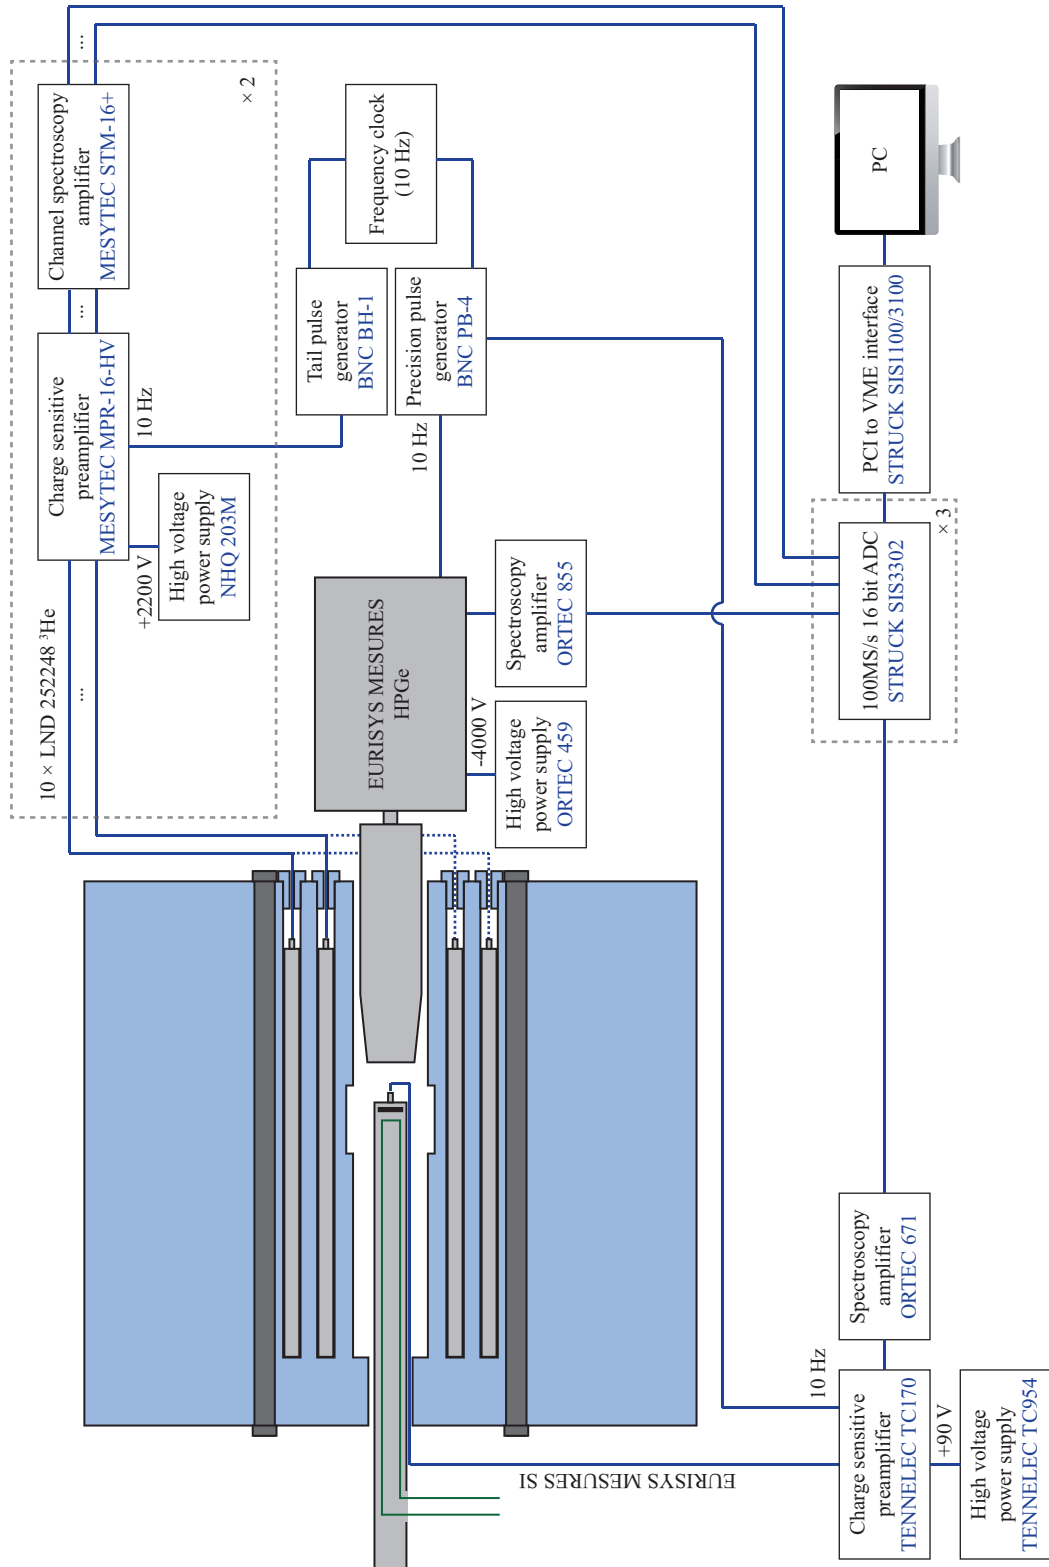 10 × LND 252248 ³He
...
Charge sensitive
preamplifier
MESYTEC MPR-16-HV
...
Channel spectroscopy
amplifier
MESYTEC STM-16+
...
× 2
+2200 V
High voltage
power supply
NHQ 203M
10 Hz
Tail pulse
generator
BNC BH-1
Frequency clock
(10 Hz)
Precision pulse
generator
BNC PB-4
10 Hz
EURISYS MESURES
HPGe
-4000 V
High voltage
power supply
ORTEC 459
Spectroscopy
amplifier
ORTEC 855
EURISYS MESURES SI
10 Hz
Charge sensitive
preamplifier
TENNELEC TC170
+90 V
High voltage
power supply
TENNELEC TC954
Spectroscopy
amplifier
ORTEC 671
100MS/s 16 bit ADC
STRUCK SIS3302
× 3
PCI to VME interface
STRUCK SIS1100/3100
PC